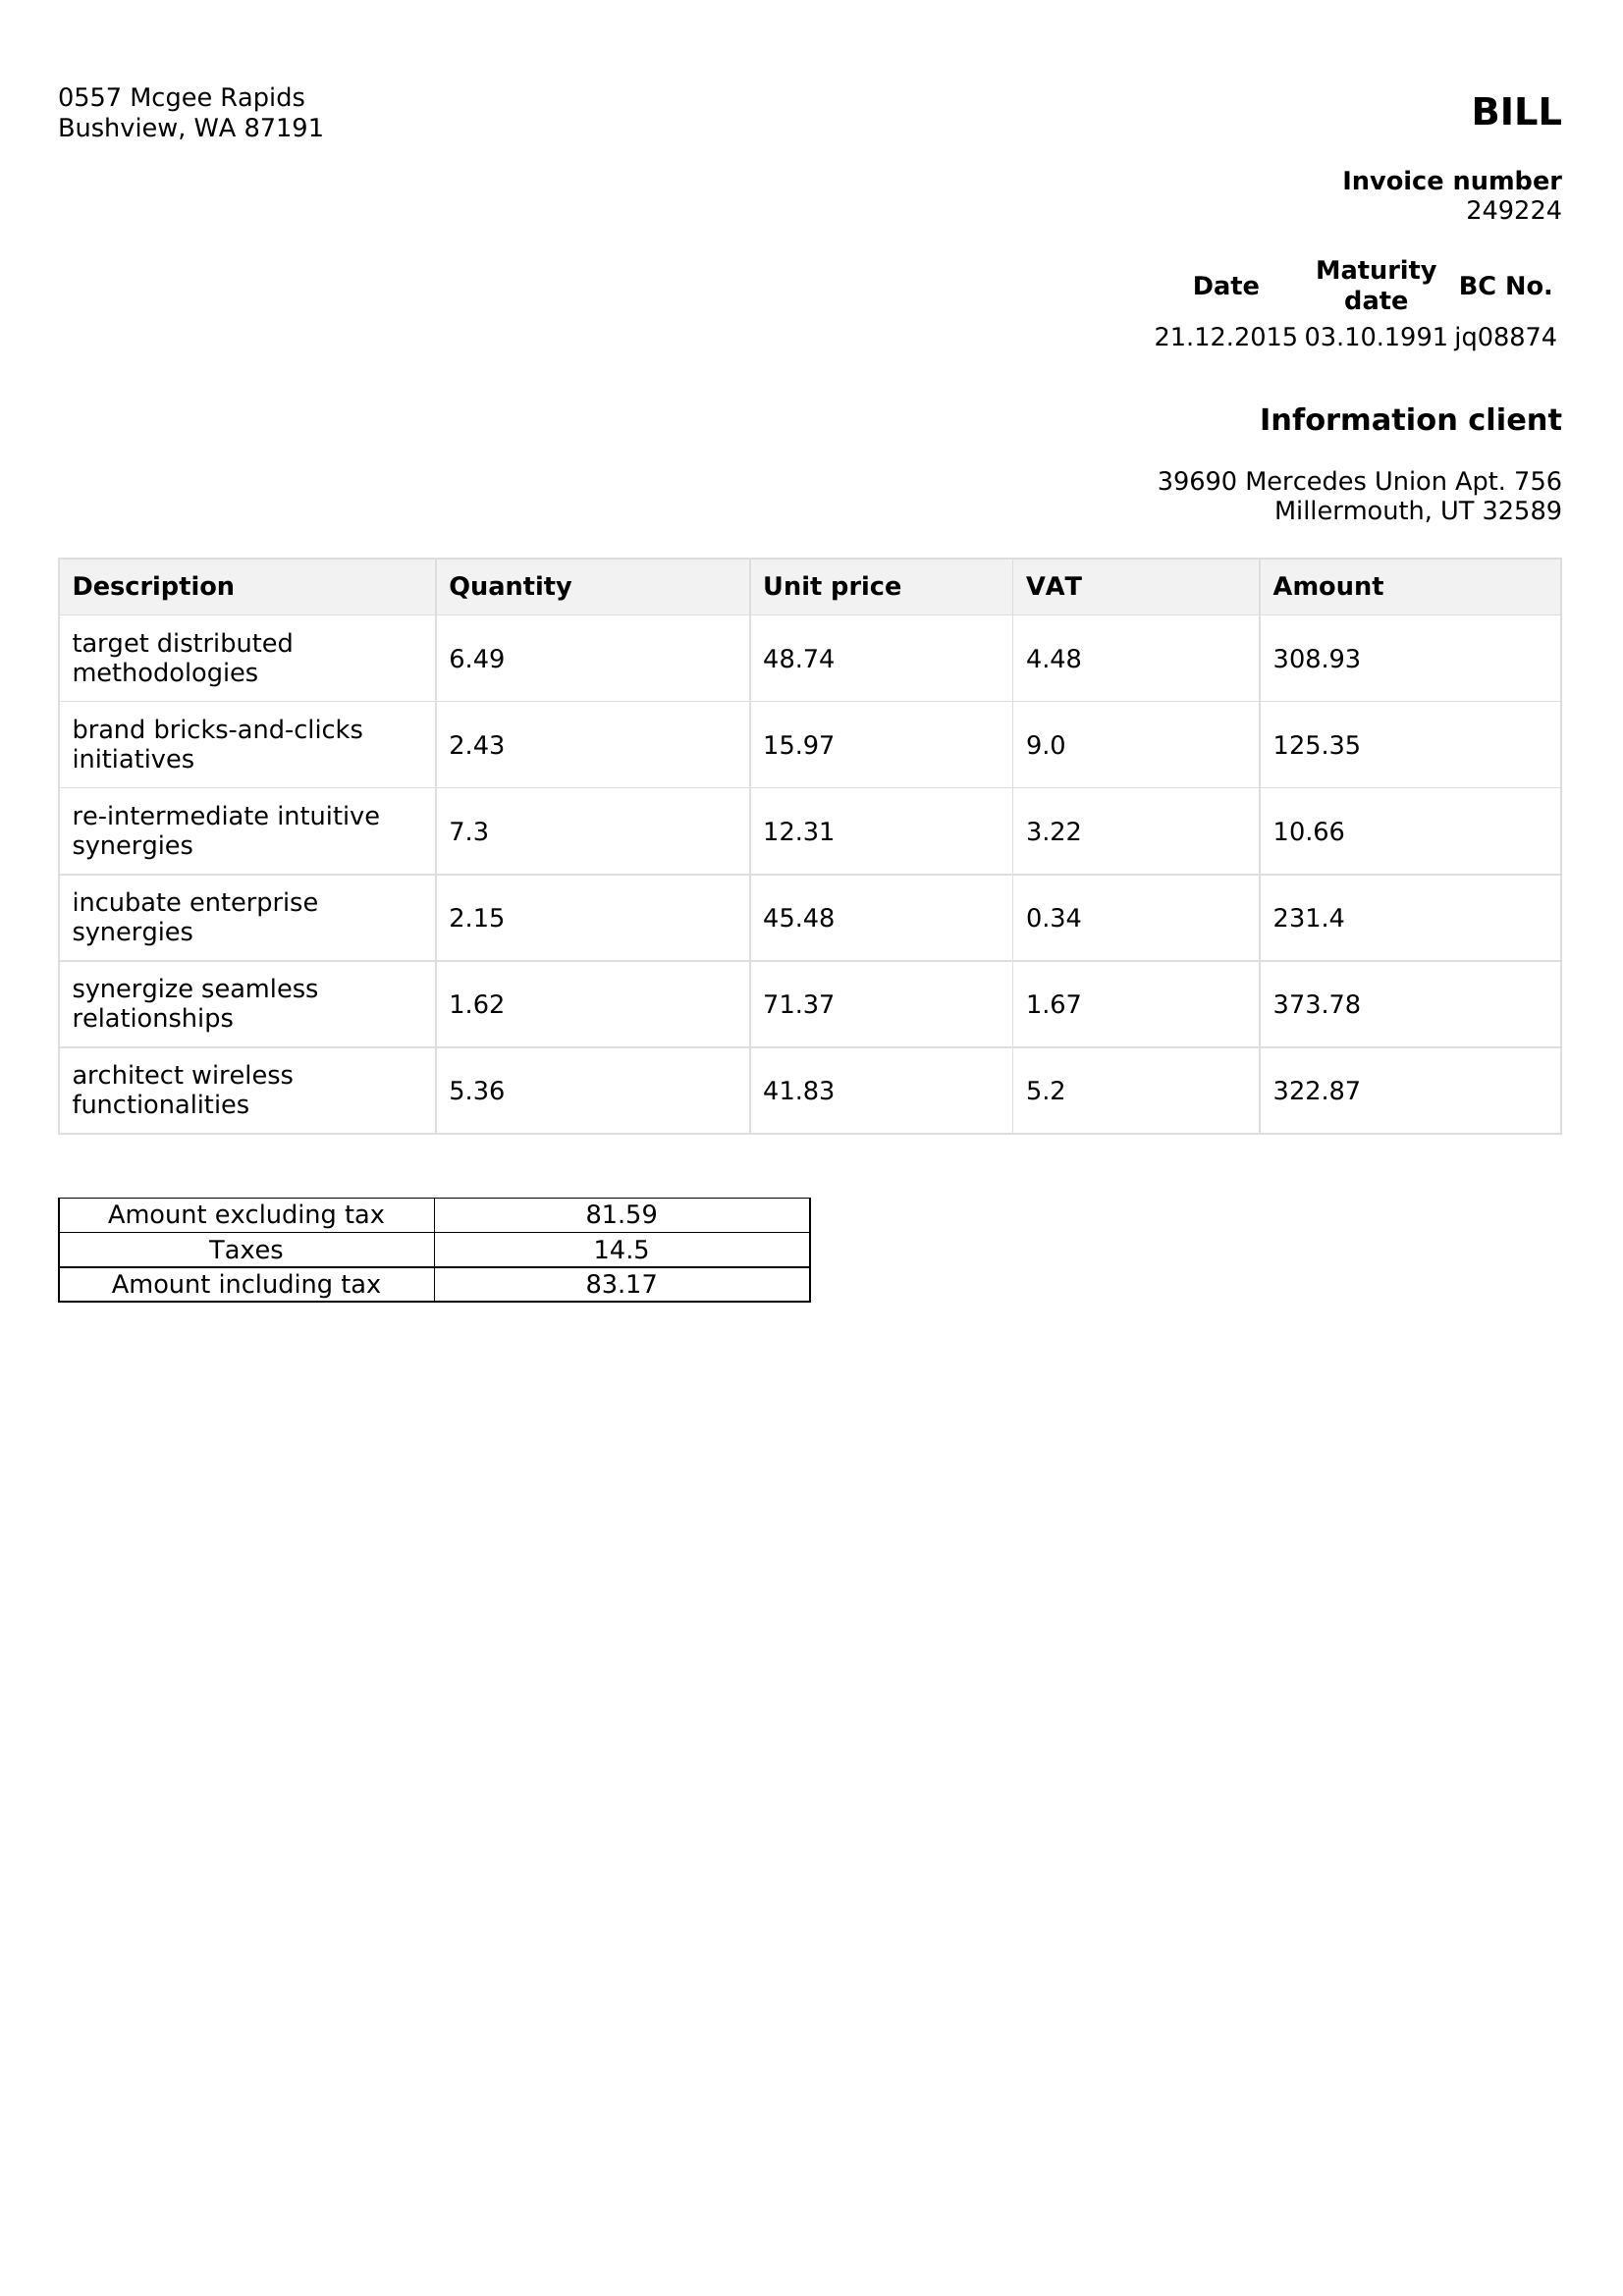 0557 Mcgee Rapids
Bushview, WA 87191
BILL
Invoice number
249224
Date Maturity date BC No.
21.12.2015 03.10.1991 jq08874
Information client
39690 Mercedes Union Apt. 756
Millermouth, UT 32589
Description Quantity Unit price VAT Amount
target distributed
methodologies 6.49 48.74 4.48 308.93
brand bricks-and-clicks
initiatives 2.43 15.97 9.0 125.35
re-intermediate intuitive
synergies 7.3 12.31 3.22 10.66
incubate enterprise
synergies 2.15 45.48 0.34 231.4
synergize seamless
relationships 1.62 71.37 1.67 373.78
architect wireless
functionalities 5.36 41.83 5.2 322.87
Amount excluding tax 81.59
Taxes 14.5
Amount including tax 83.17